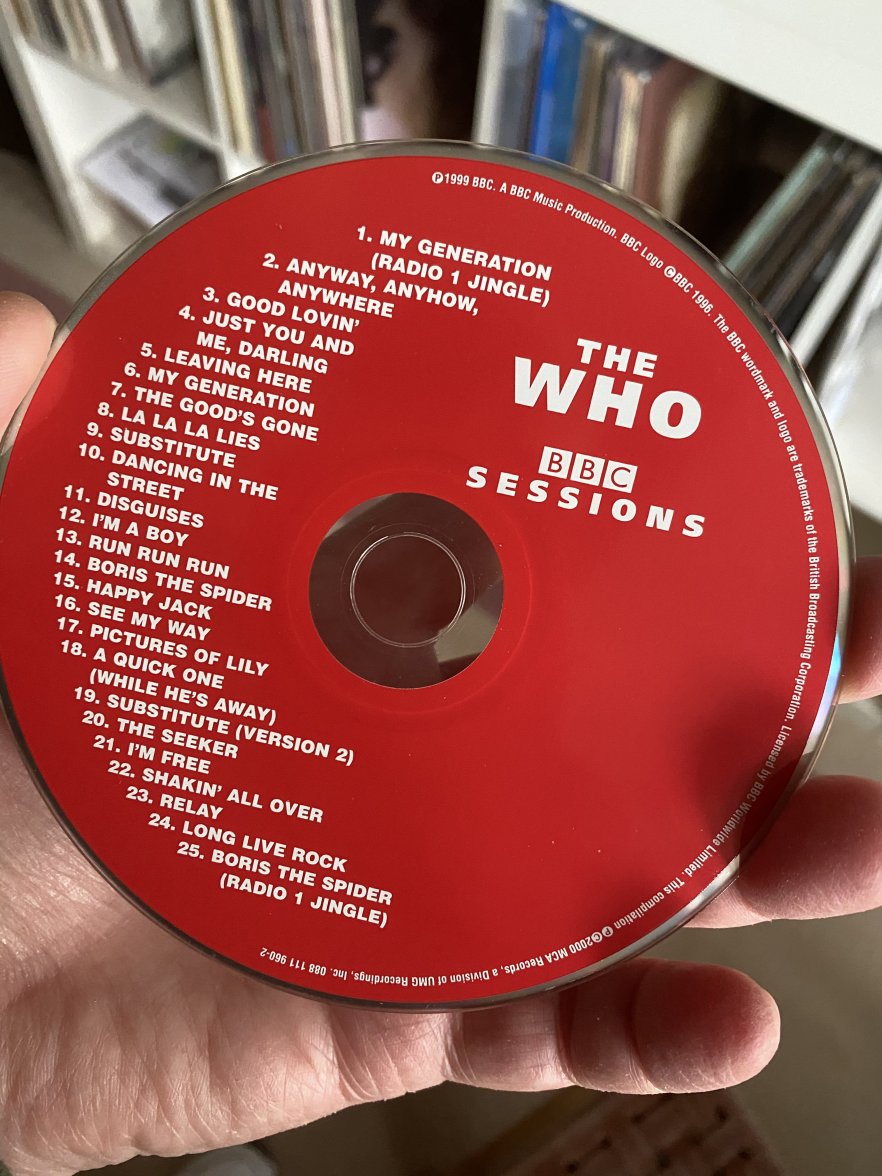 1. MY GENERATION
(RADIO 1 JINGLE)
2. ANYWAY, ANYHOW,
ANYWHERE
3. GOOD LOVIN'
4. JUST YOU AND
ME, DARLING
5. LEAVING HERE
6. MY GENERATION
7. THE GOOD'S GONE
8. LA LA LA LIES
9. SUBSTITUTE
10. DANCING IN THE
STREET
11. DISGUISES
12. I'M A BOY
13. RUN RUN RUN
14. BORIS THE SPIDER
15. HAPPY JACK
16. SEE MY WAY
17. PICTURES OF LILY
18. A QUICK ONE
(WHILE HE'S AWAY)
19. SUBSTITUTE (VERSION 2)
20. THE SEEKER
21. I'M FREE
22. SHAKIN' ALL OVER
23. RELAY
24. LONG LIVE ROCK
25. BORIS THE SPIDER
(RADIO 1 JINGLE)
THE
WHO
BBC
SESSIONS
℗1999 BBC. A BBC Music Production. BBC Logo ©BBC 1996. The BBC wordmark and logo are trademarks of the British Broadcasting Corporation. Licensed by BBC Worldwide Limited. This compilation ℗©2000 MCA Records, a Division of UMG Recordings, Inc. 088 111 960-2